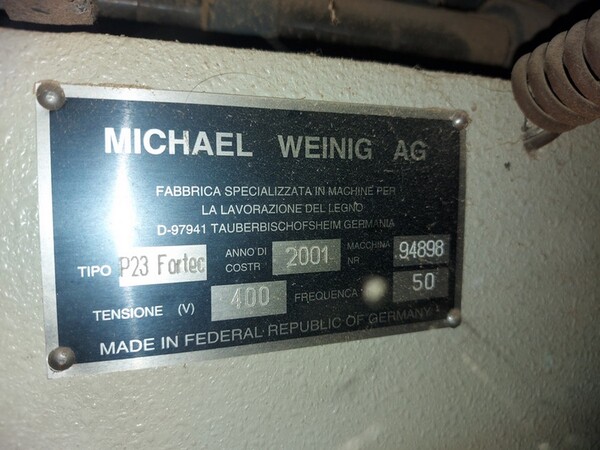 MICHAEL WEINIG AG
FABBRICA SPECIALIZZATA IN MACHINE PER
LA LAVORAZIONE DEL LEGNO
D-97941 TAUBERBISCHOFSHEIM GERMANIA
TIPO P23 Fortec ANNO DI COSTR 2001 MACCHINA NR. 94898
TENSIONE (V) 400 FREQUENCA 50
MADE IN FEDERAL REPUBLIC OF GERMANY